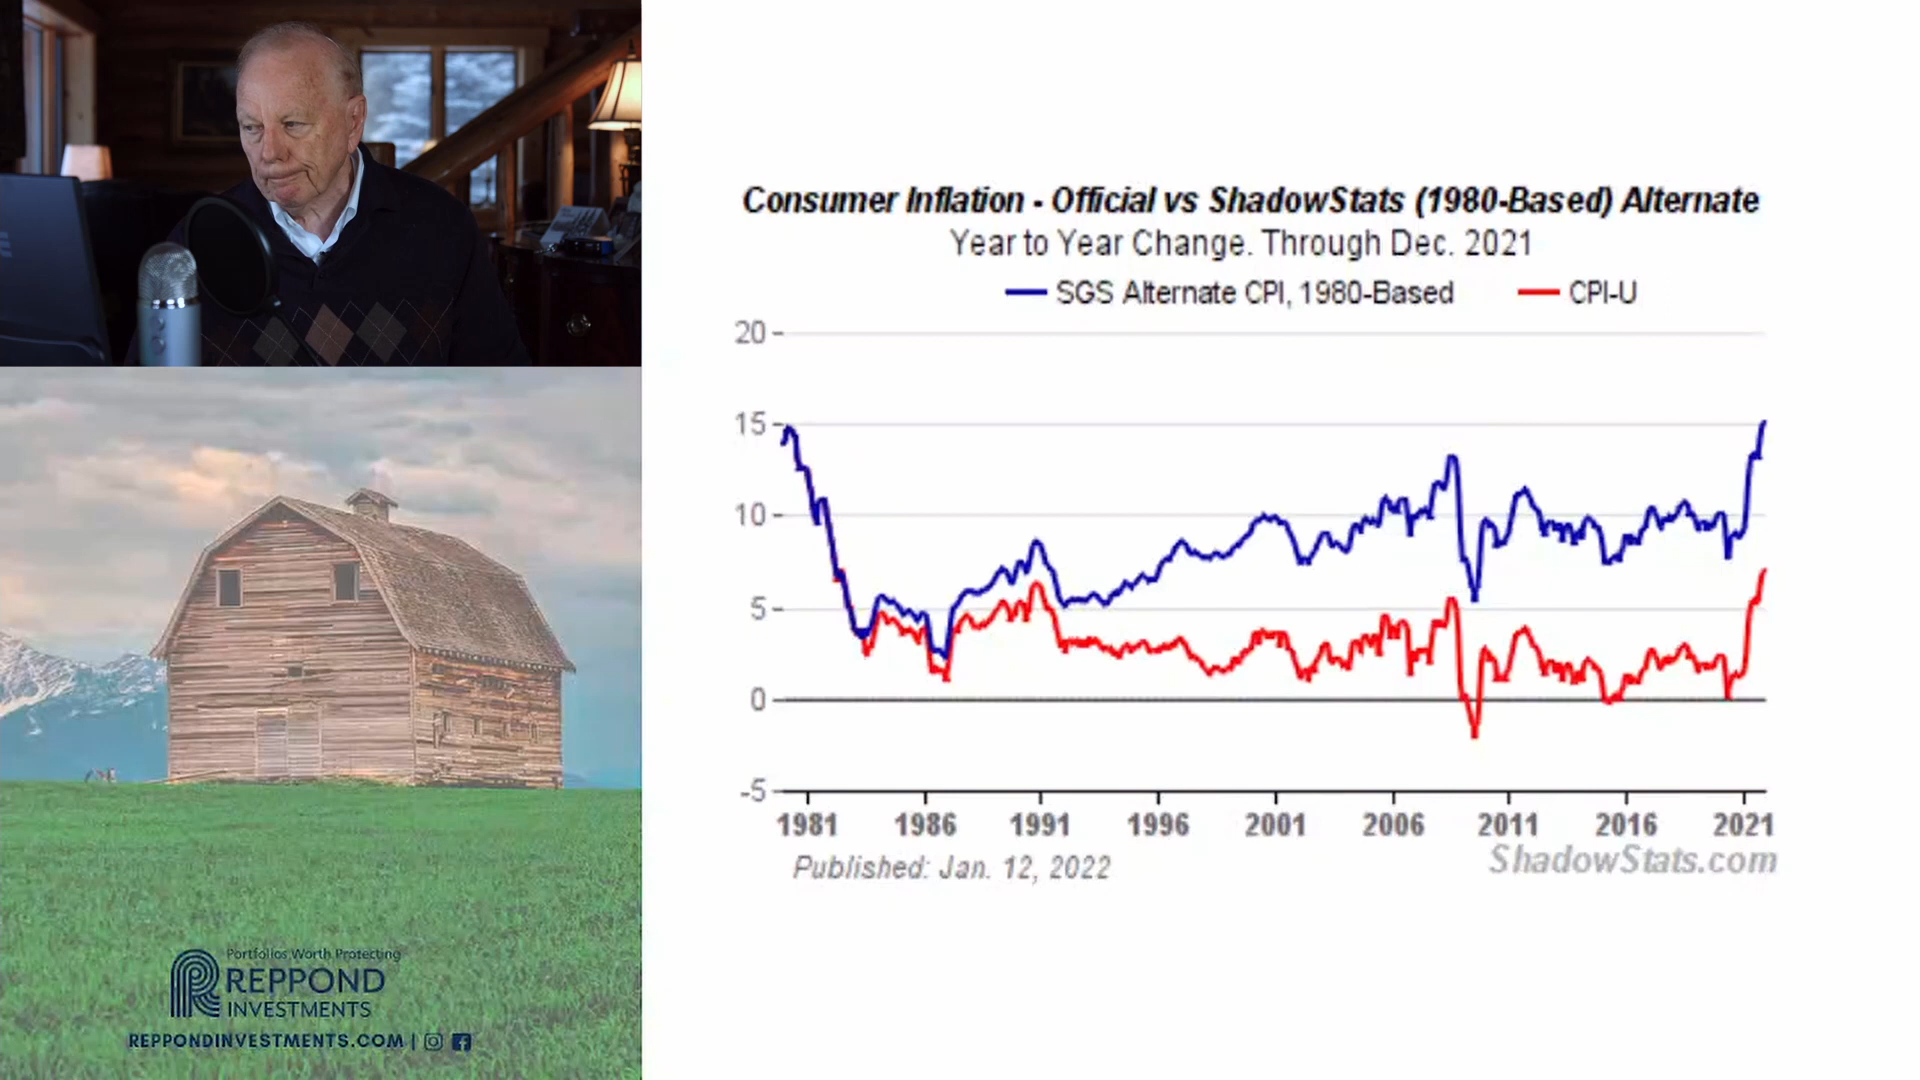 Consumer Inflation - Official vs ShadowStats (1980-Based) Alternate
Year to Year Change. Through Dec. 2021
SGS Alternate CPI, 1980-Based CPI-U
20
15
10
5
0
-5
1981 1986 1991 1996 2001 2006 2011 2016 2021
Published: Jan. 12, 2022
ShadowStats.com
Portfolios Worth Protecting
REPPOND
INVESTMENTS
REPPONDINVESTMENTS.COM |